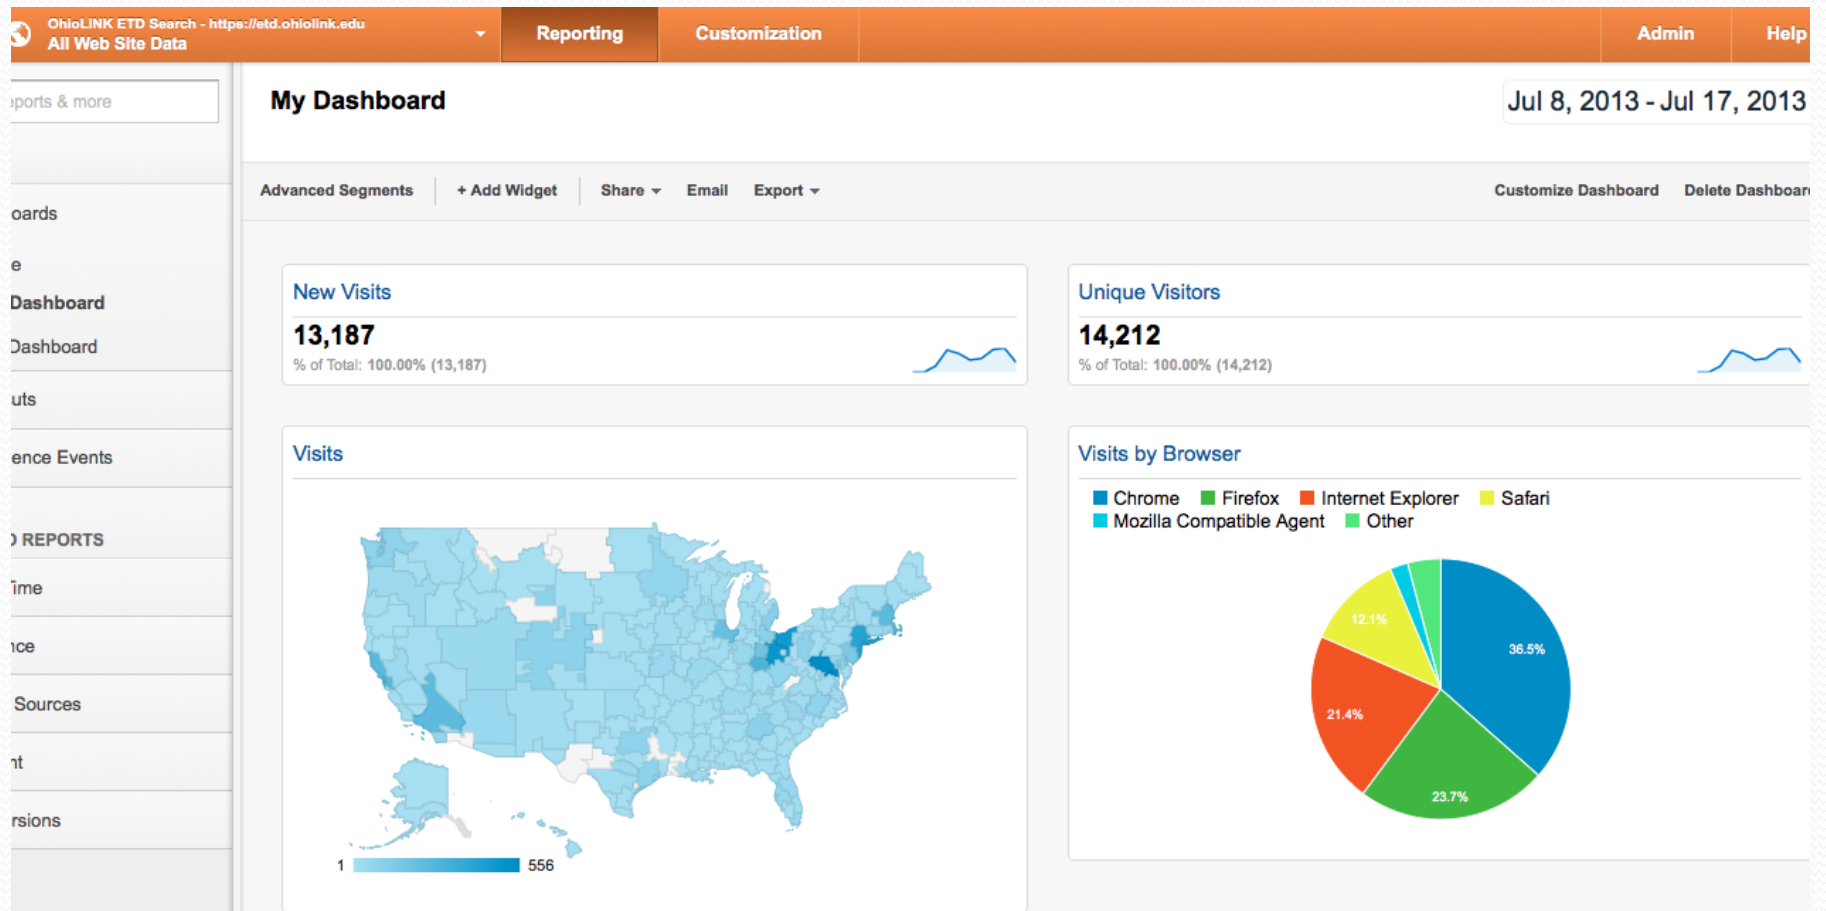 OhioLINK ETD Search - https://etd.ohiolink.edu
All Web Site Data
Reporting
Customization
Admin
Help
ports & more
My Dashboard
Jul 8, 2013 - Jul 17, 2013
Advanced Segments
+ Add Widget
Share
Email
Export
Customize Dashboard
Delete Dashboar
oards
e
Dashboard
Dashboard
uts
ence Events
REPORTS
Time
ce
Sources
nt
rsions
New Visits
13,187
% of Total: 100.00% (13,187)
Unique Visitors
14,212
% of Total: 100.00% (14,212)
Visits
1
556
Visits by Browser
Chrome Firefox Internet Explorer Safari
Mozilla Compatible Agent Other
12.1%
36.5%
21.4%
23.7%